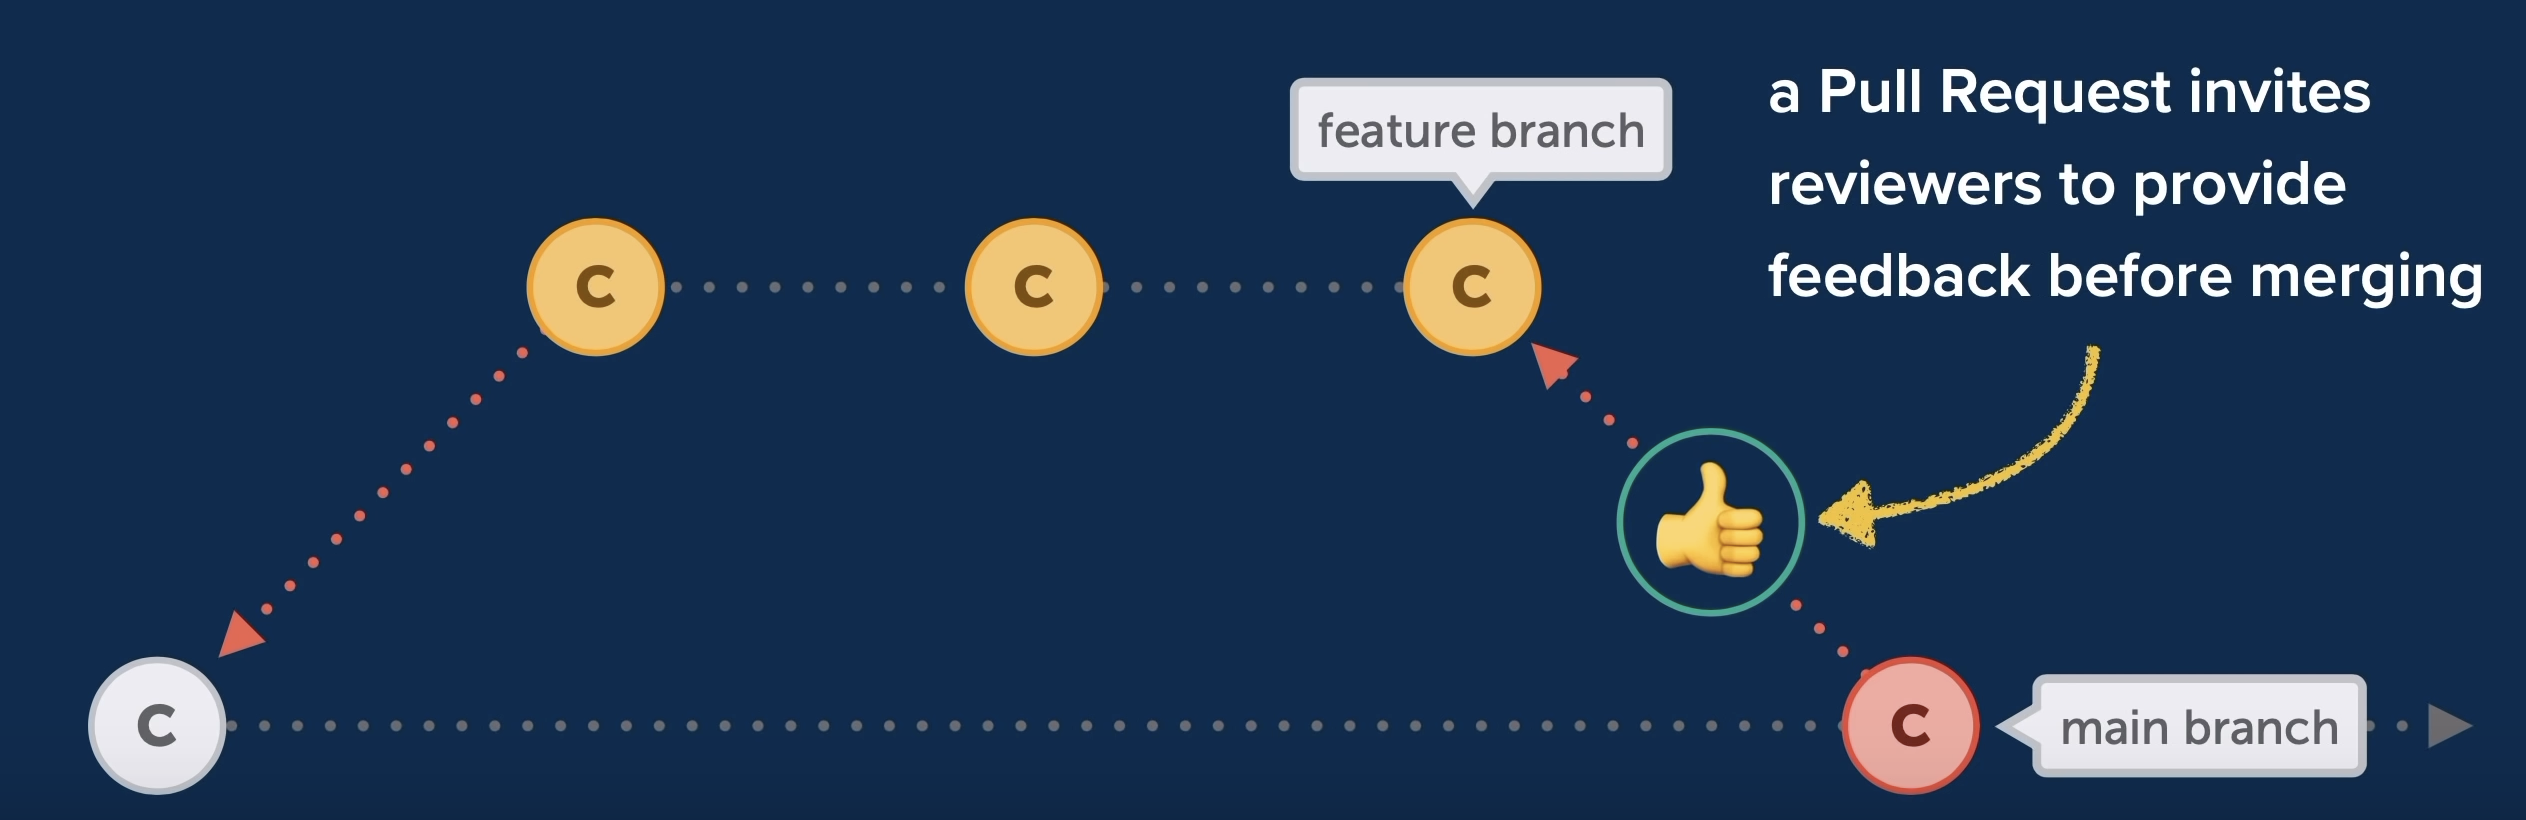 a Pull Request invites
reviewers to provide
feedback before merging
feature branch
C C C
C C
main branch